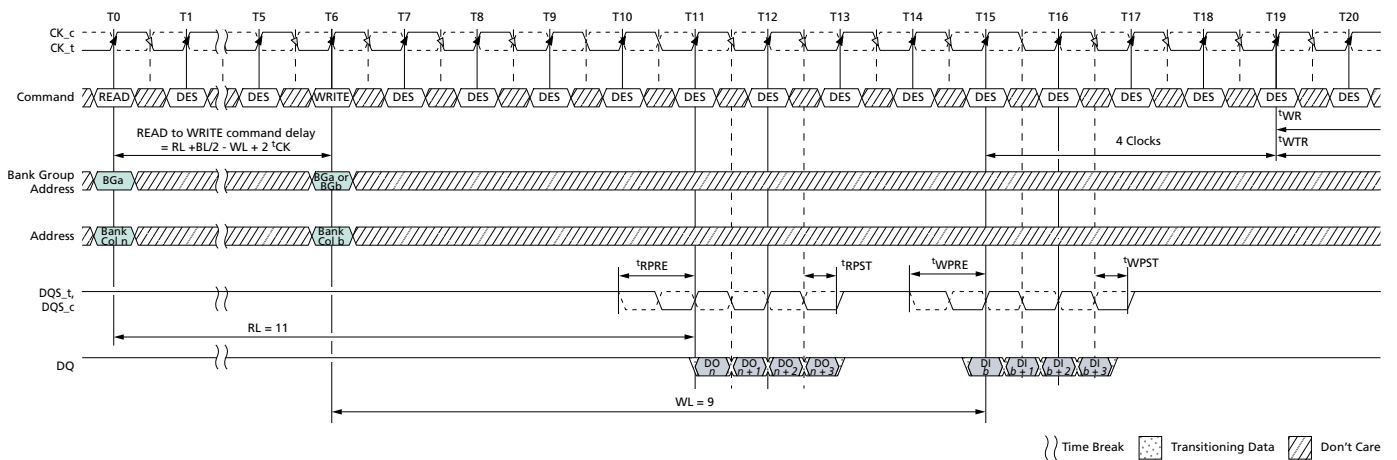 T0 T1 T5 T6 T7 T8 T9 T10 T11 T12 T13 T14 T15 T16 T17 T18 T19 T20
CK_c
CK_t
Command READ DES DES WRITE DES DES DES DES DES DES DES DES DES DES DES DES DES DES
tWR
READ to WRITE command delay
= RL +BL/2 - WL + 2 tCK
4 Clocks
tWTR
Bank Group
Address
BGa
BGa or
BGb
Address
Bank
Col n
Bank
Col b
tRPRE tRPST tWPRE tWPST
DQS_t,
DQS_c
RL = 11
DQ
DO
n
DO
n + 1
DO
n + 2
DO
n + 3
DI
b
DI
b + 1
DI
b + 2
DI
b + 3
WL = 9
Time Break Transitioning Data Don't Care